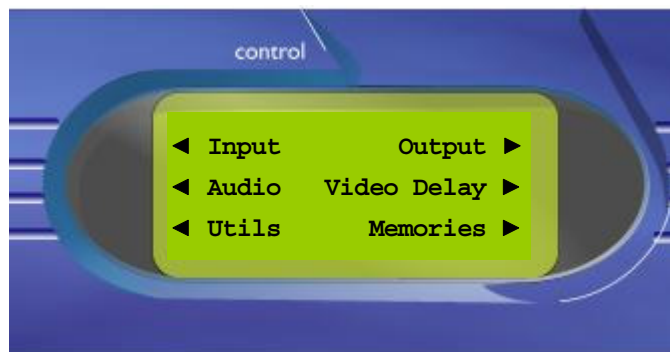 control
◄ Input Output ►
◄ Audio Video Delay ►
◄ Utils Memories ►